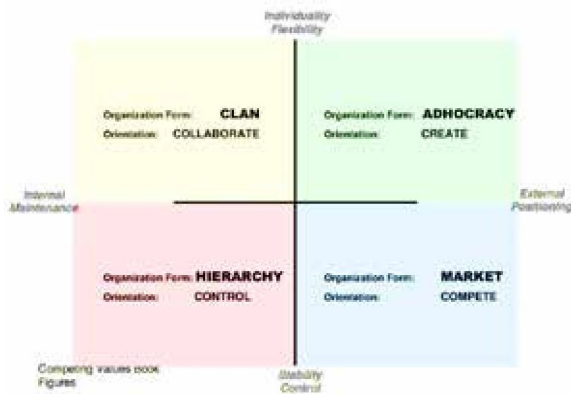 Individuality
Flexibility
Organization Form: CLAN
Orientation: COLLABORATE
Organization Form: ADHOCRACY
Orientation: CREATE
Internal
Maintenance
External
Positioning
Organization Form: HIERARCHY
Orientation: CONTROL
Organization Form: MARKET
Orientation: COMPETE
Competing Values Book
Figures
Stability
Control